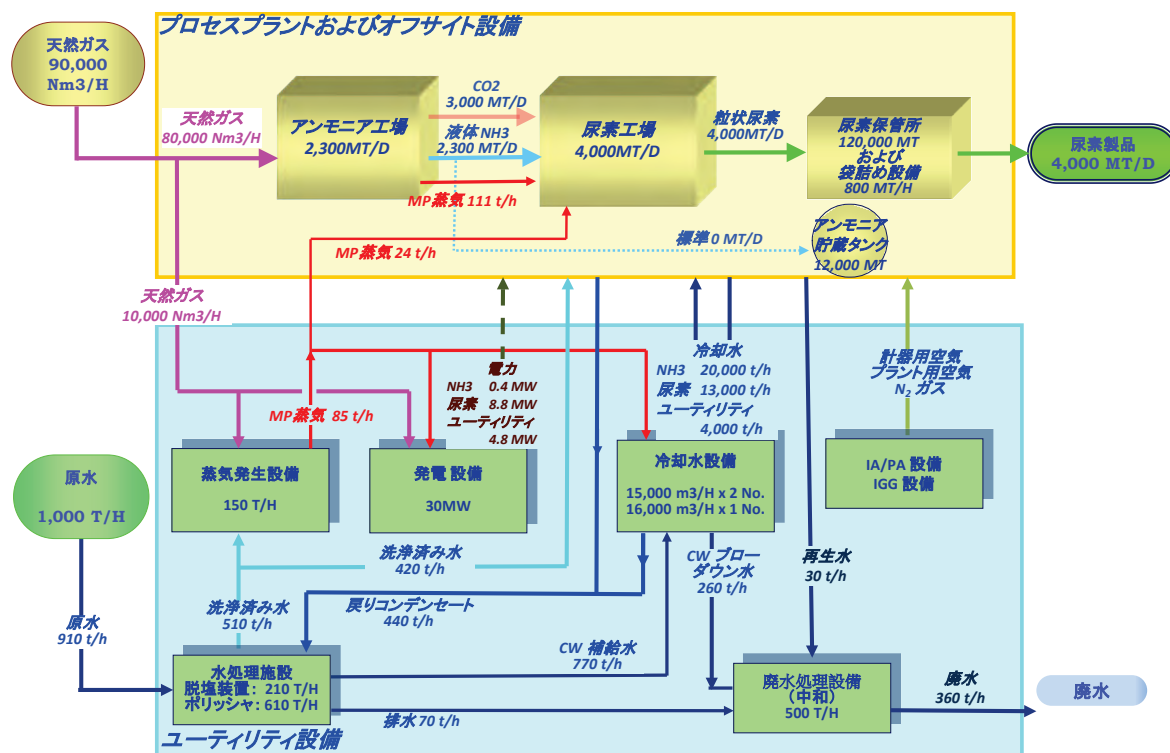 プロセスプラントおよびオフサイト設備
天然ガス
90,000
Nm3/H
天然ガス
80,000 Nm3/H
アンモニア工場
2,300MT/D
CO2
3,000 MT/D
液体 NH3
2,300 MT/D
MP蒸気 111 t/h
尿素工場
4,000MT/D
粒状尿素
4,000MT/D
尿素保管所
120,000 MT
および
袋詰め設備
800 MT/H
尿素製品
4,000 MT/D
アンモニア
貯蔵タンク
12,000 MT
標準 0 MT/D
MP蒸気 24 t/h
天然ガス
10,000 Nm3/H
電力
NH3 0.4 MW
尿素 8.8 MW
ユーティリティ
4.8 MW
冷却水
NH3 20,000 t/h
尿素 13,000 t/h
ユーティリティ
4,000 t/h
計器用空気
プラント用空気
N2 ガス
MP蒸気 85 t/h
蒸気発生設備
150 T/H
発電 設備
30MW
冷却水設備
15,000 m3/H x 2 No.
16,000 m3/H x 1 No.
IA/PA 設備
IGG 設備
原水
1,000 T/H
洗浄済み水
420 t/h
CW ブロー
ダウン水
260 t/h
再生水
30 t/h
原水
910 t/h
洗浄済み水
510 t/h
戻りコンデンセート
440 t/h
CW 補給水
770 t/h
水処理施設
脱塩装置: 210 T/H
ポリッシャ: 610 T/H
排水 70 t/h
廃水処理設備
(中和)
500 T/H
廃水
360 t/h
廃水
ユーティリティ設備